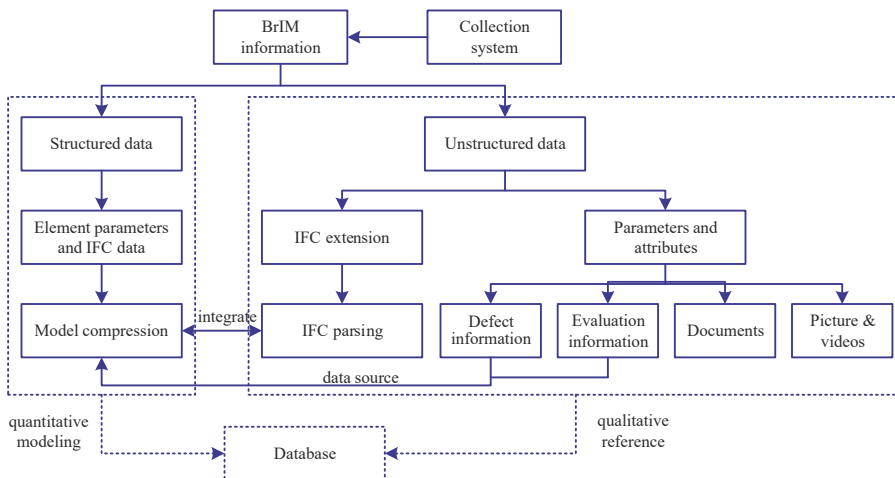 BrIM
information
Collection
system
Structured data
Unstructured data
Element parameters
and IFC data
IFC extension
Parameters and
attributes
Model compression
integrate
IFC parsing
Defect
information
Evaluation
information
Documents
Picture &
videos
data source
quantitative
modeling
qualitative
reference
Database